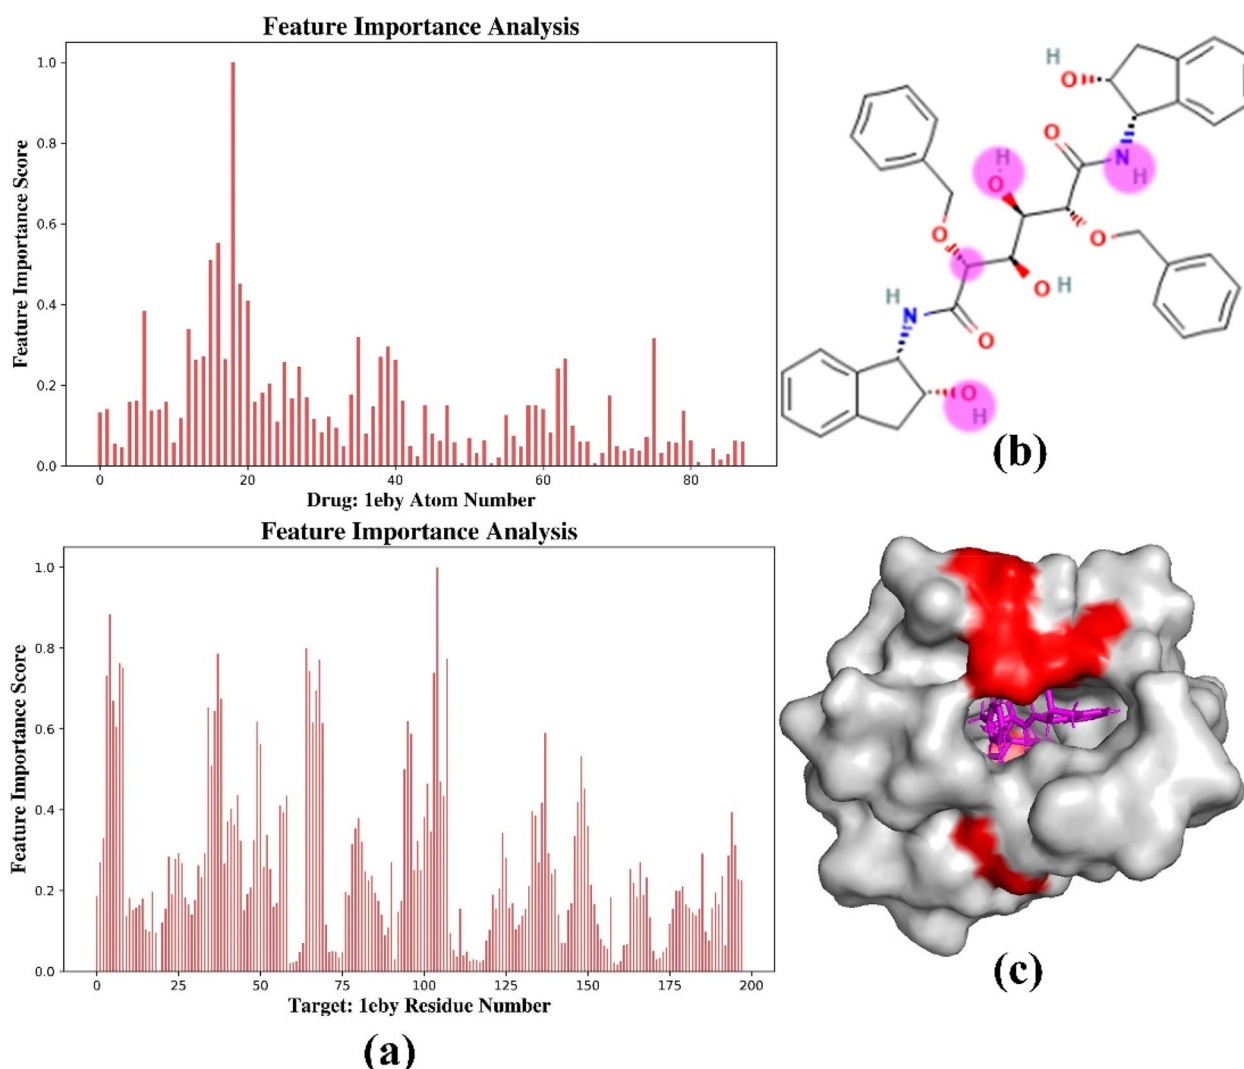 Feature Importance Analysis
1.0
0.8
0.6
0.4
0.2
0.0
Feature Importance Score
0 20 40 60 80
Drug: 1eby Atom Number
H
O
O
N
H
H
O
O
O
O
H
H
N
O
O
H
(b)
Feature Importance Analysis
1.0
0.8
0.6
0.4
0.2
0.0
Feature Importance Score
0 25 50 75 100 125 150 175 200
Target: 1eby Residue Number
(a)
(c)